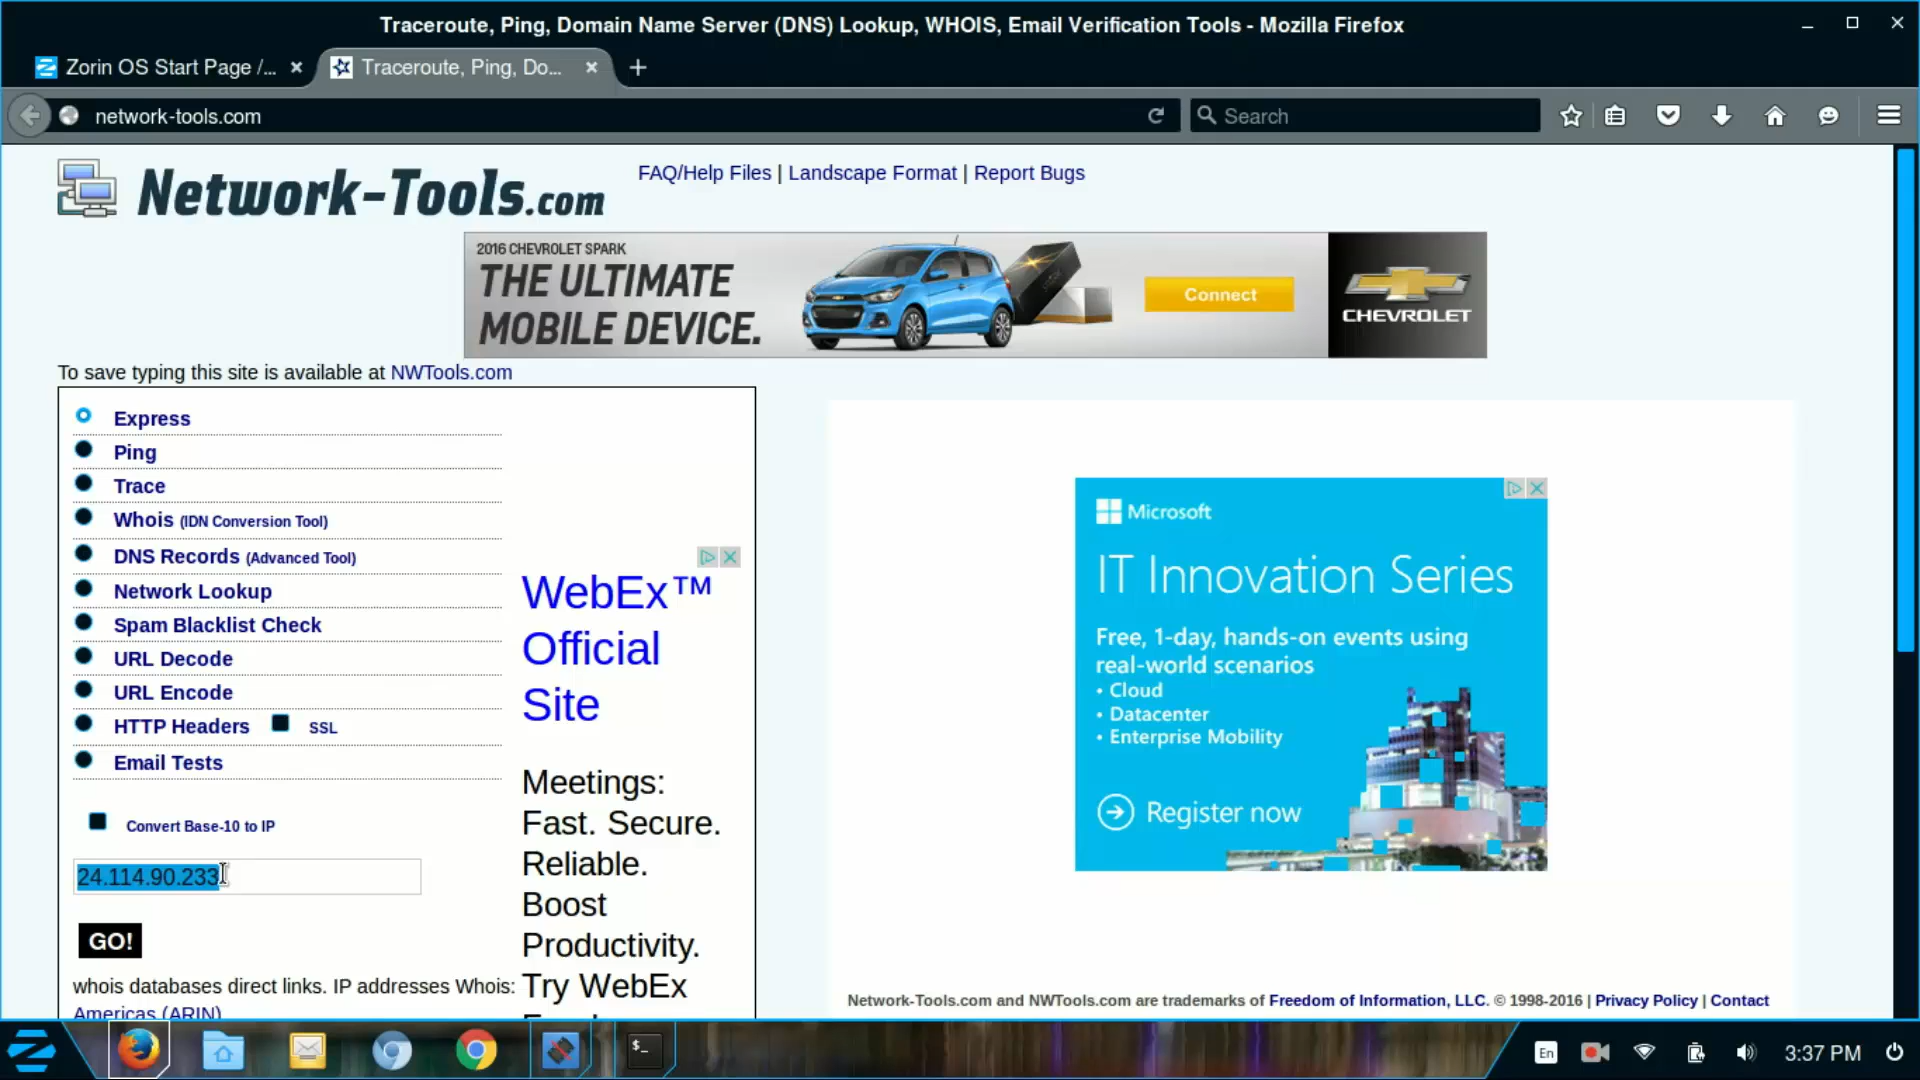 Traceroute, Ping, Domain Name Server (DNS) Lookup, WHOIS, Email Verification Tools - Mozilla Firefox
Zorin OS Start Page /...
Traceroute, Ping, Do...
network-tools.com
Search
Network-Tools.com
FAQ/Help Files | Landscape Format | Report Bugs
2016 CHEVROLET SPARK
THE ULTIMATE
MOBILE DEVICE.
Connect
CHEVROLET
To save typing this site is available at NWTools.com
Express
Ping
Trace
Whois (IDN Conversion Tool)
DNS Records (Advanced Tool)
Network Lookup
Spam Blacklist Check
URL Decode
URL Encode
HTTP Headers SSL
Email Tests
Convert Base-10 to IP
24.114.90.233
GO!
whois databases direct links. IP addresses Whois:
Americas (ARIN)
WebEx™
Official
Site
Meetings:
Fast. Secure.
Reliable.
Boost
Productivity.
Try WebEx
Microsoft
IT Innovation Series
Free, 1-day, hands-on events using
real-world scenarios
• Cloud
• Datacenter
• Enterprise Mobility
Register now
Network-Tools.com and NWTools.com are trademarks of Freedom of Information, LLC. © 1998-2016 | Privacy Policy | Contact
$_
En
3:37 PM